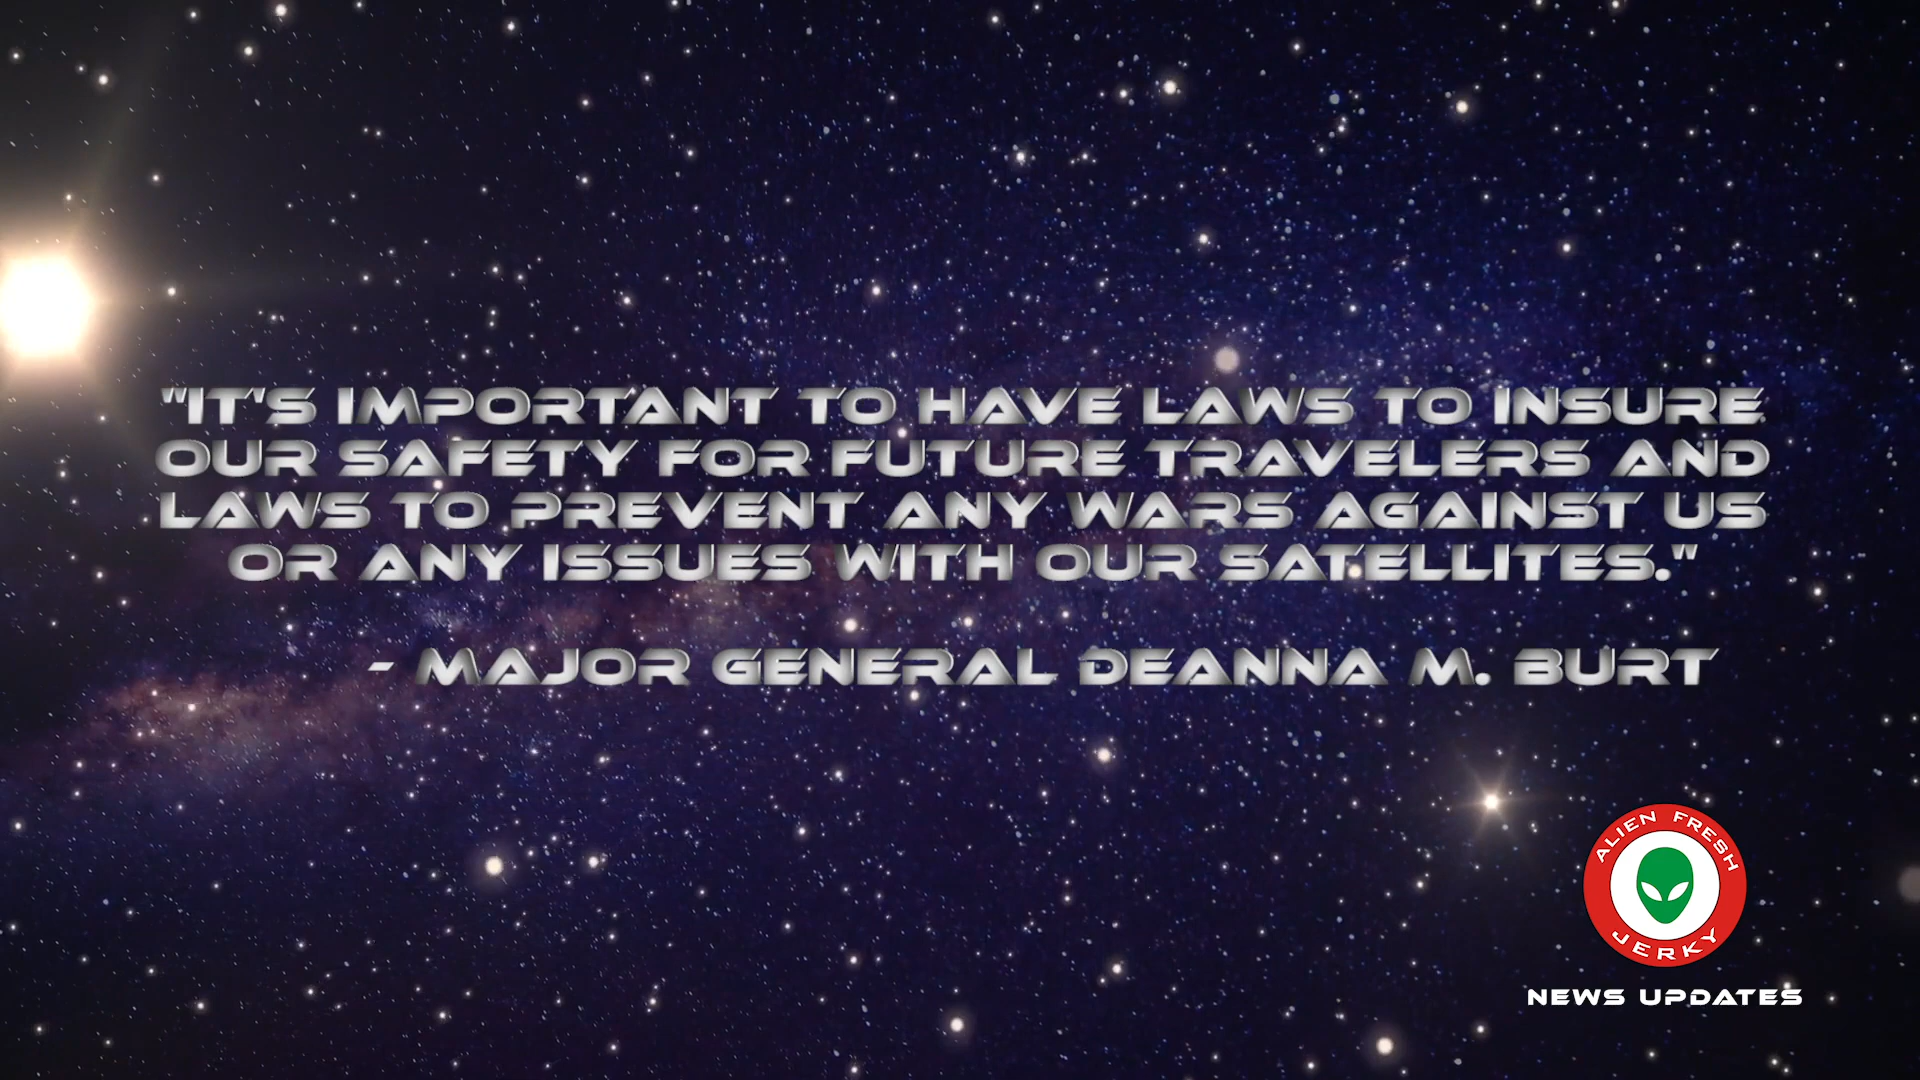 "IT'S IMPORTANT TO HAVE LAWS TO INSURE
OUR SAFETY FOR FUTURE TRAVELERS AND
LAWS TO PREVENT ANY WARS AGAINST US
OR ANY ISSUES WITH OUR SATELLITES."
- MAJOR GENERAL DEANNA M. BURT
ALIEN FRESH
JERKY
NEWS UPDATES